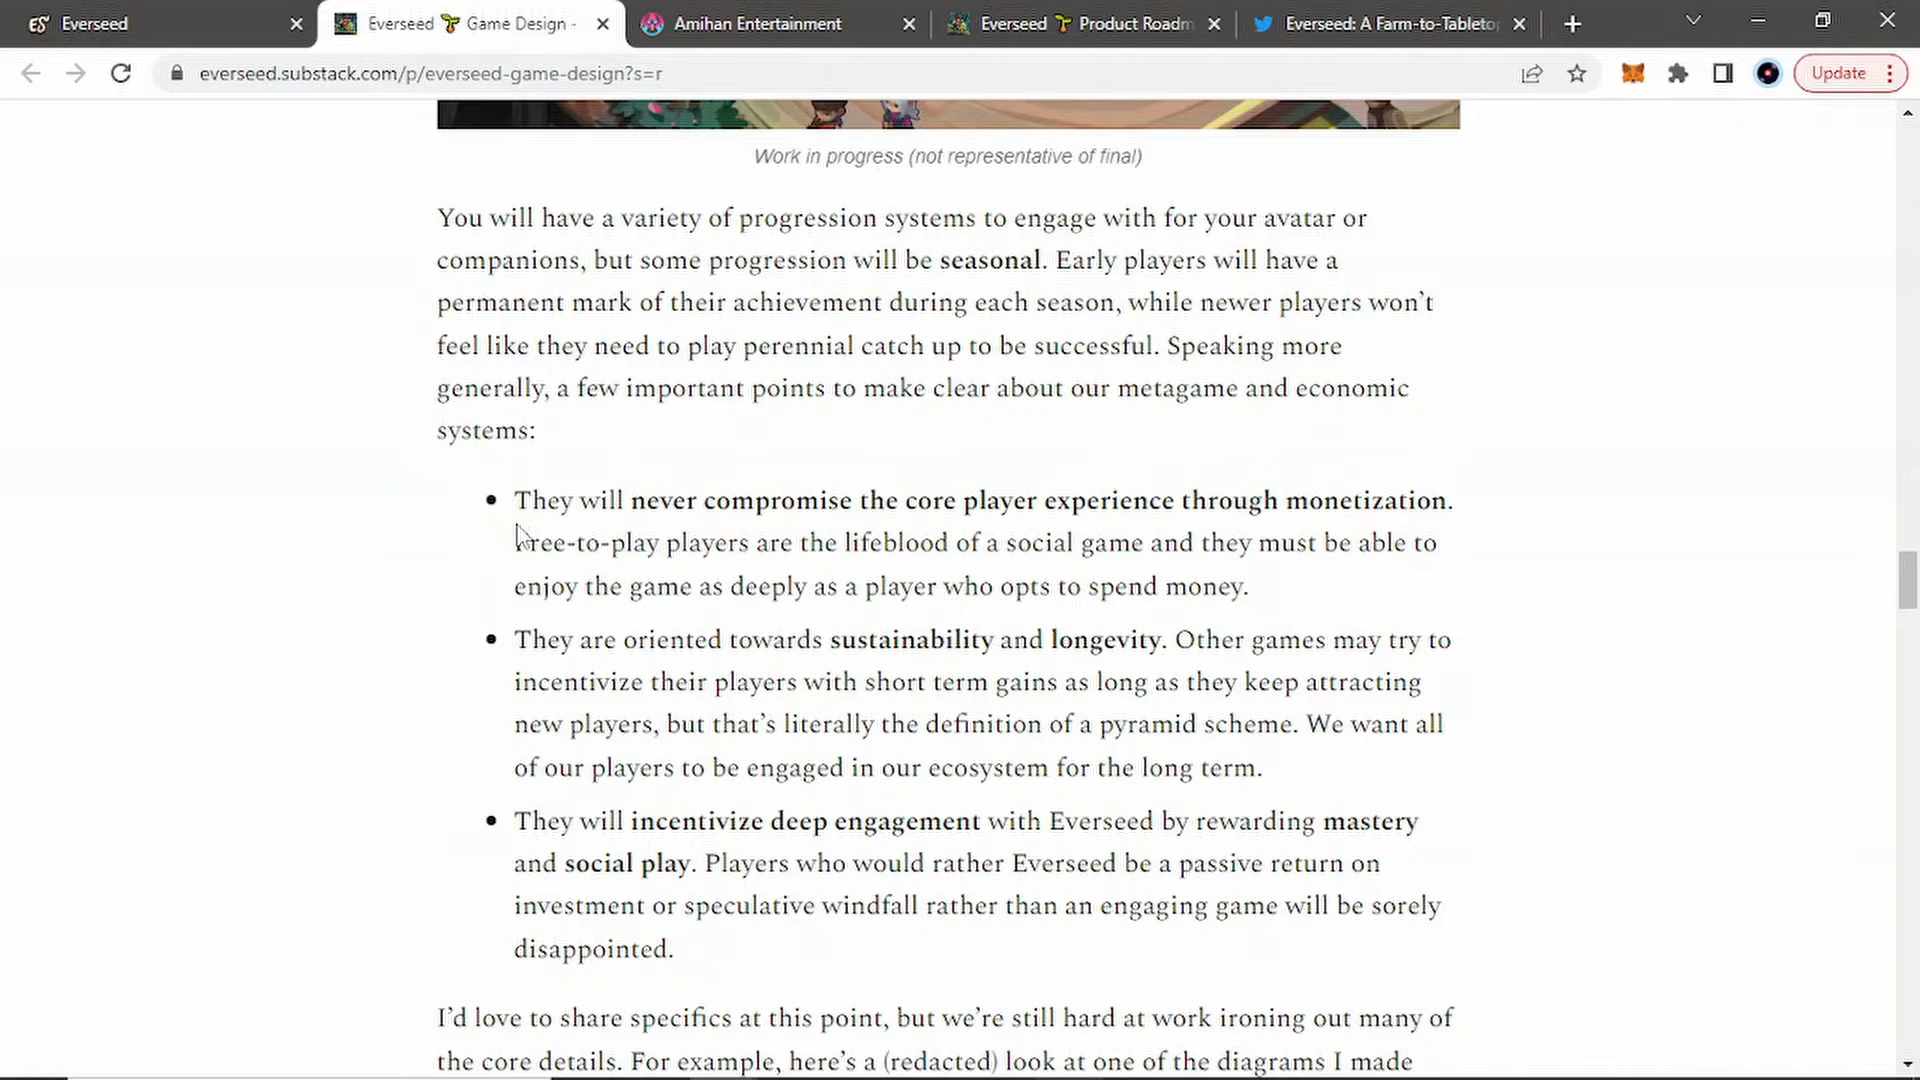 Everseed
Everseed 🌱 Game Design -
Amihan Entertainment
Everseed 🌱 Product Roadm
Everseed: A Farm-to-Tableto
everseed.substack.com/p/everseed-game-design?s=r
Update
Work in progress (not representative of final)
You will have a variety of progression systems to engage with for your avatar or
companions, but some progression will be seasonal. Early players will have a
permanent mark of their achievement during each season, while newer players won’t
feel like they need to play perennial catch up to be successful. Speaking more
generally, a few important points to make clear about our metagame and economic
systems:
• They will never compromise the core player experience through monetization.
Free-to-play players are the lifeblood of a social game and they must be able to
enjoy the game as deeply as a player who opts to spend money.
• They are oriented towards sustainability and longevity. Other games may try to
incentivize their players with short term gains as long as they keep attracting
new players, but that’s literally the definition of a pyramid scheme. We want all
of our players to be engaged in our ecosystem for the long term.
• They will incentivize deep engagement with Everseed by rewarding mastery
and social play. Players who would rather Everseed be a passive return on
investment or speculative windfall rather than an engaging game will be sorely
disappointed.
I’d love to share specifics at this point, but we’re still hard at work ironing out many of
the core details. For example, here’s a (redacted) look at one of the diagrams I made